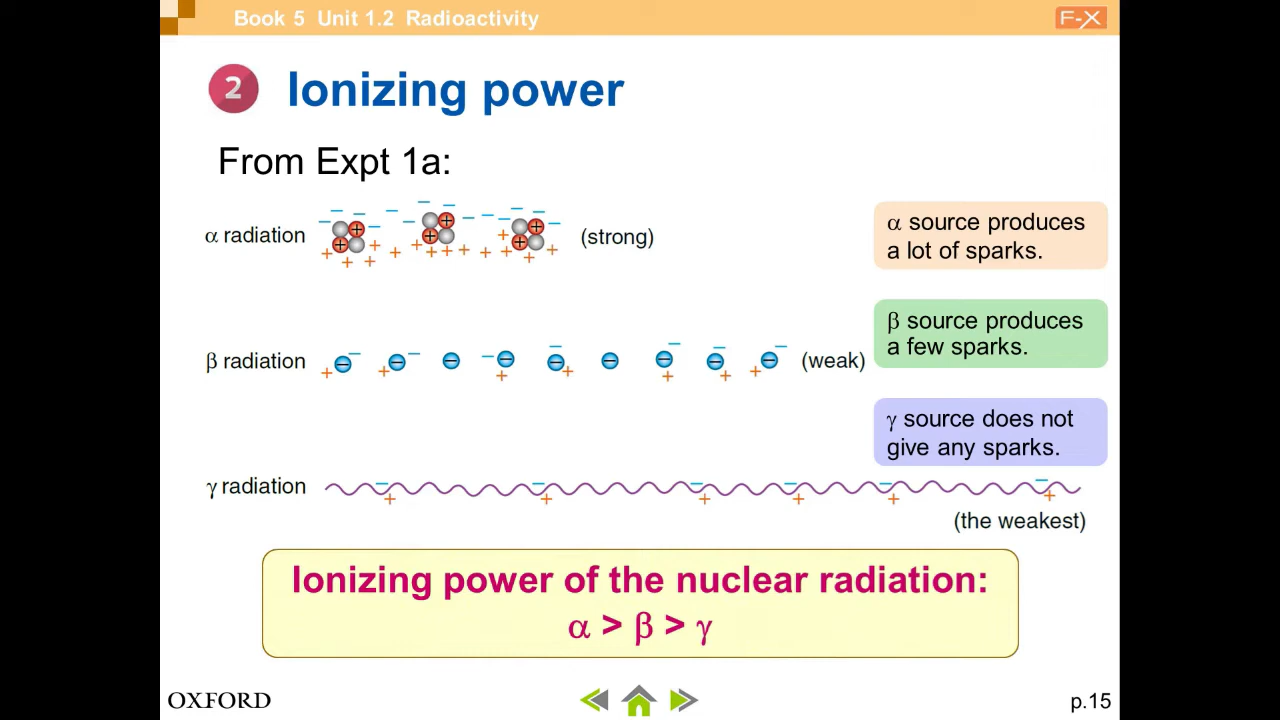 Book 5 Unit 1.2 Radioactivity
F-X
2 Ionizing power
From Expt 1a:
α radiation
(strong)
α source produces
a lot of sparks.
β radiation
(weak)
β source produces
a few sparks.
γ source does not
give any sparks.
γ radiation
(the weakest)
Ionizing power of the nuclear radiation:
α > β > γ
OXFORD
p.15